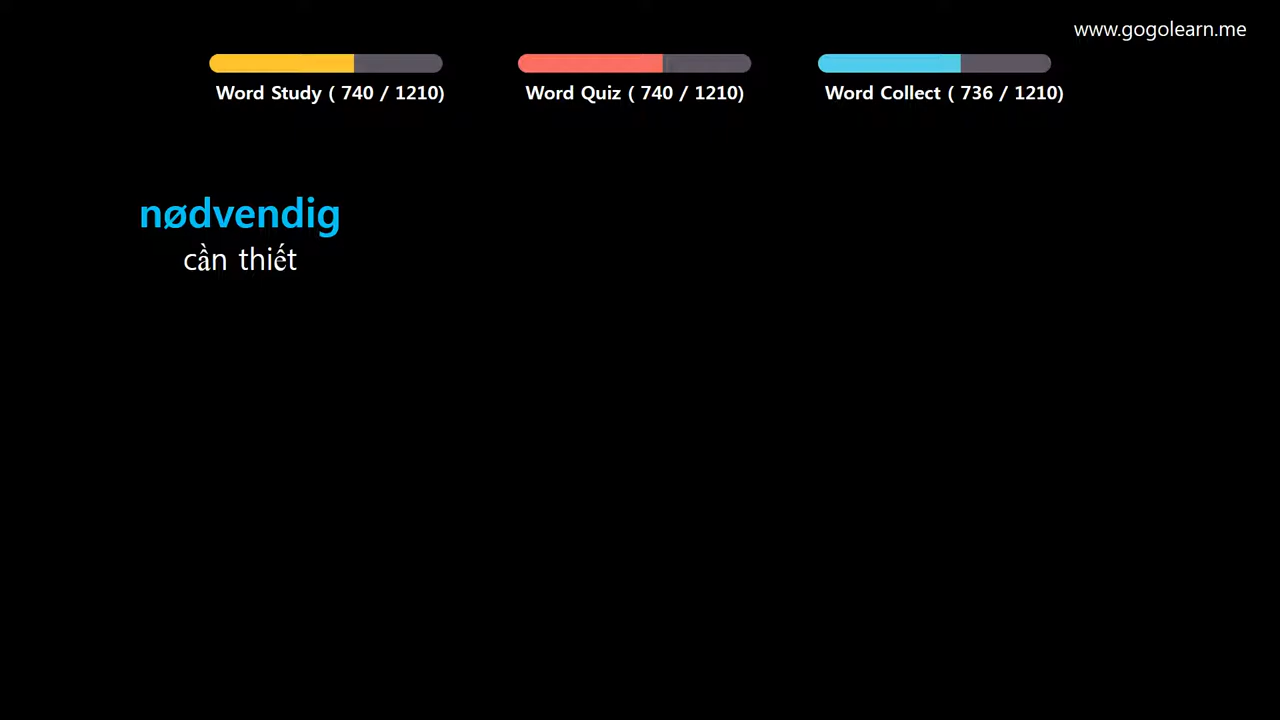 www.gogolearn.me
Word Study ( 740 / 1210)
Word Quiz ( 740 / 1210)
Word Collect ( 736 / 1210)
nødvendig
cần thiết